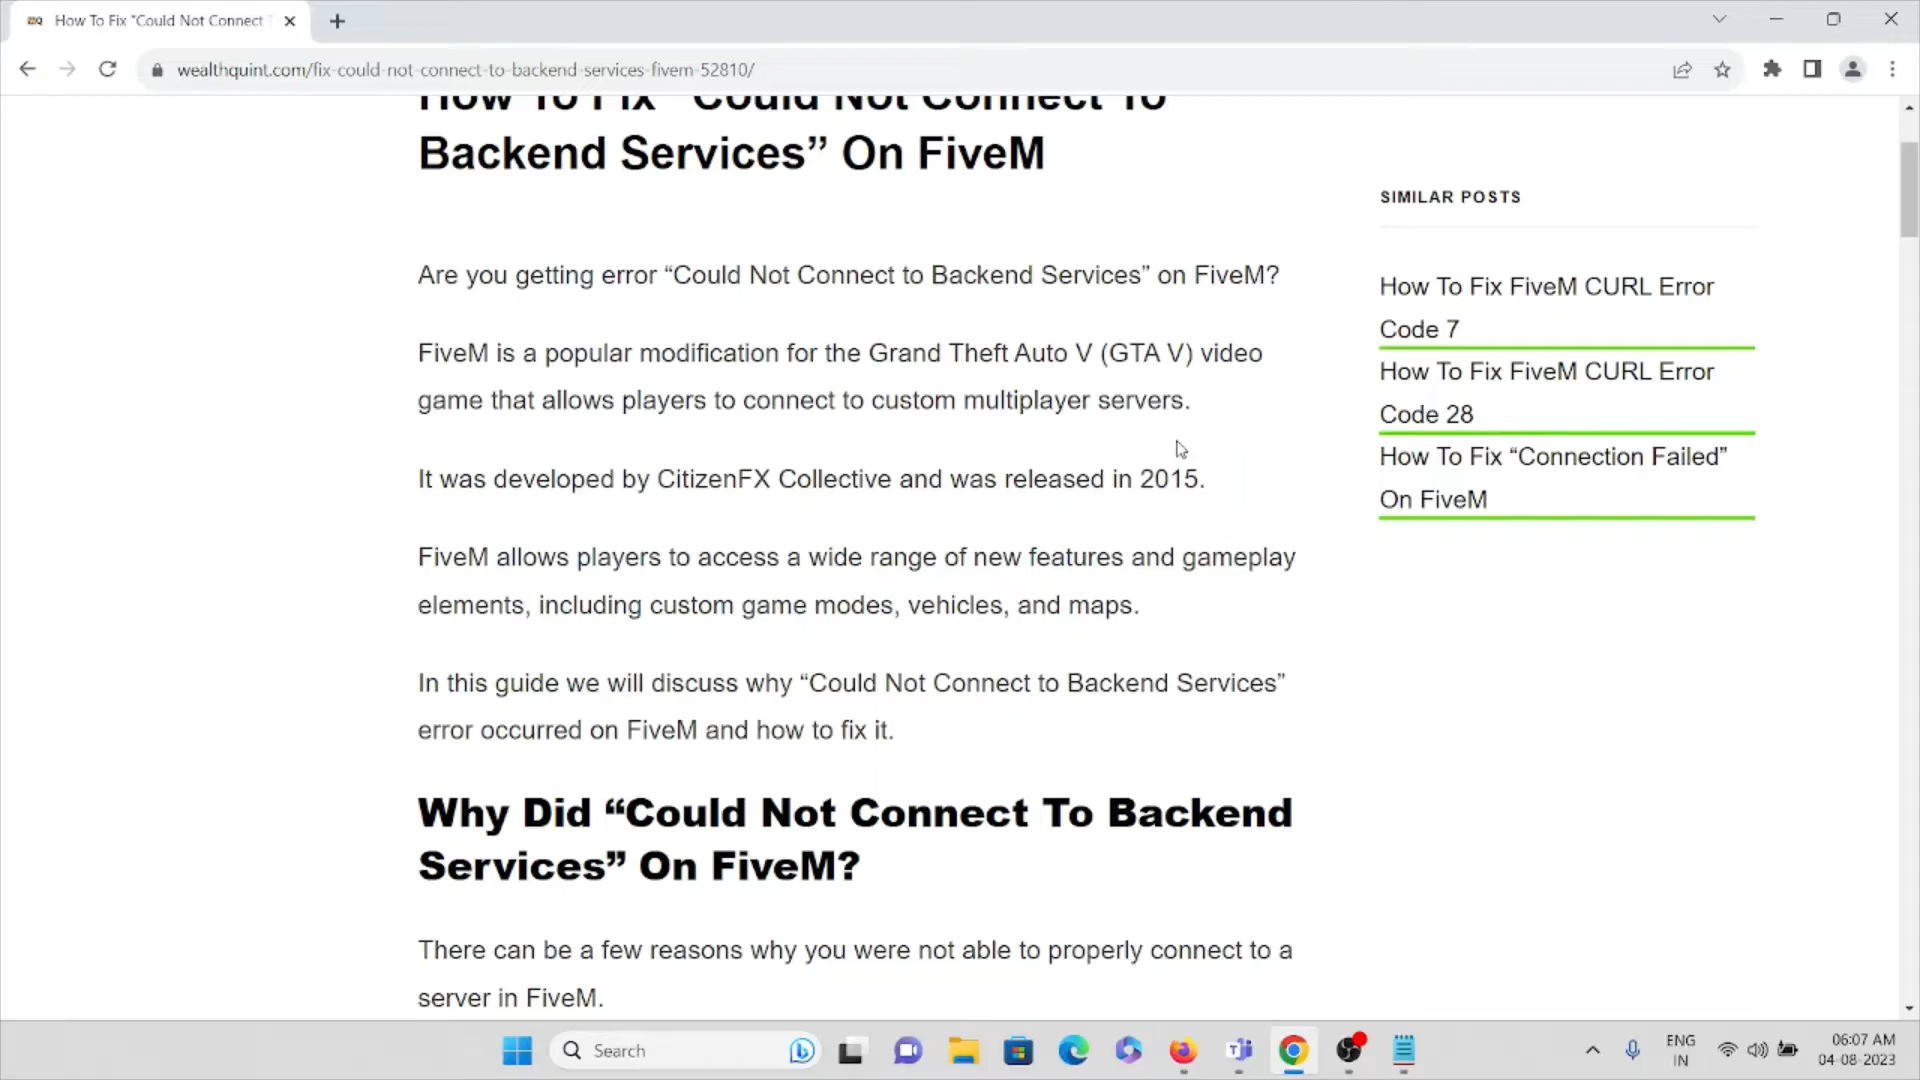 How To Fix "Could Not Connect T
wealthquint.com/fix-could-not-connect-to-backend-services-fivem-52810/
How To Fix “Could Not Connect To
Backend Services” On FiveM
Are you getting error “Could Not Connect to Backend Services” on FiveM?
FiveM is a popular modification for the Grand Theft Auto V (GTA V) video
game that allows players to connect to custom multiplayer servers.
It was developed by CitizenFX Collective and was released in 2015.
FiveM allows players to access a wide range of new features and gameplay
elements, including custom game modes, vehicles, and maps.
In this guide we will discuss why “Could Not Connect to Backend Services”
error occurred on FiveM and how to fix it.
Why Did “Could Not Connect To Backend
Services” On FiveM?
There can be a few reasons why you were not able to properly connect to a
server in FiveM.
SIMILAR POSTS
How To Fix FiveM CURL Error
Code 7
How To Fix FiveM CURL Error
Code 28
How To Fix “Connection Failed”
On FiveM
Search
ENG
IN
06:07 AM
04-08-2023